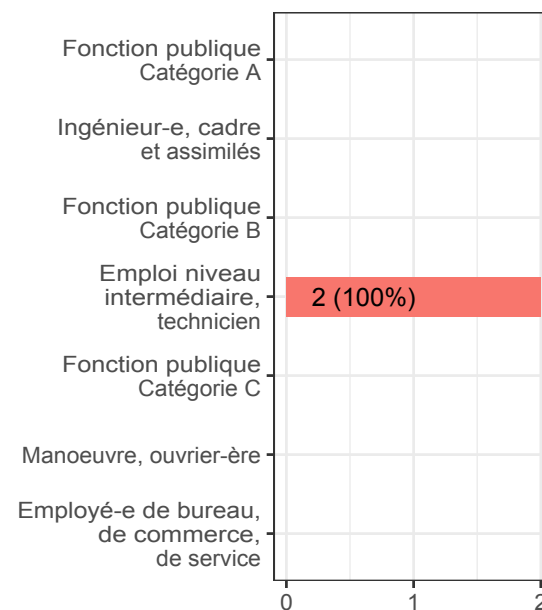 Fonction publique
Catégorie A
Ingénieur-e, cadre
et assimilés
Fonction publique
Catégorie B
Emploi niveau
intermédiaire,
technicien
2 (100%)
Fonction publique
Catégorie C
Manoeuvre, ouvrier-ère
Employé-e de bureau,
de commerce,
de service
0 1 2